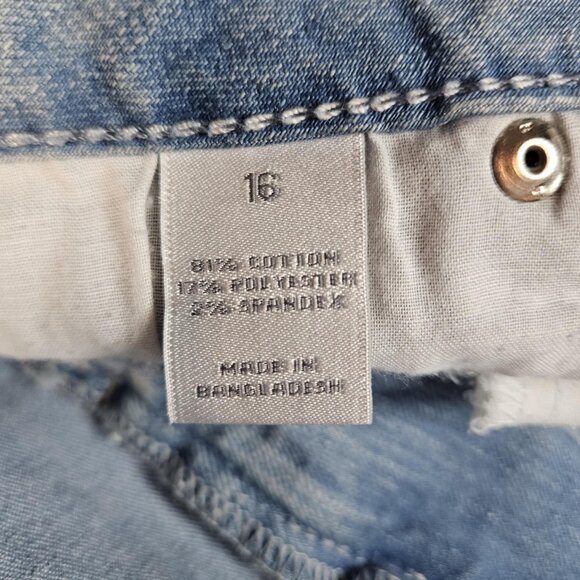 16
81% COTTON
17% POLYESTER
2% SPANDEX
MADE IN
BANGLADESH